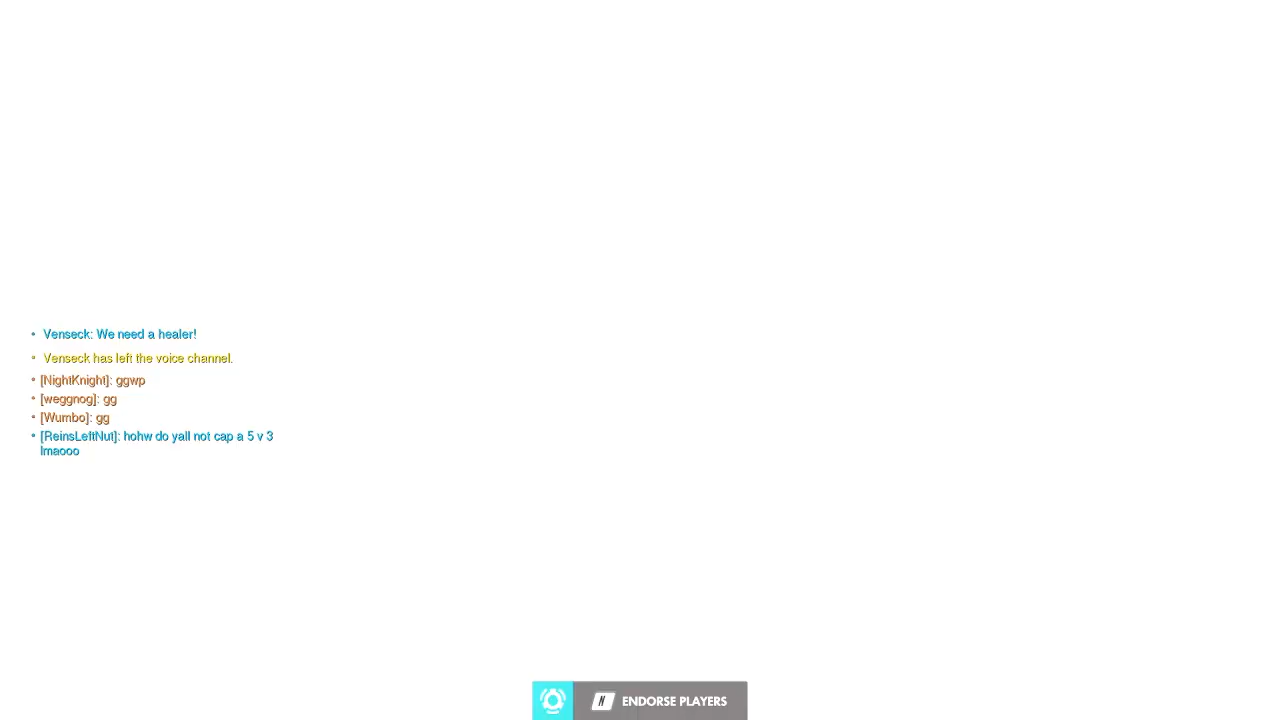 • Venseck: We need a healer!
• Venseck has left the voice channel.
• [NightKnight]: ggwp
• [weggnog]: gg
• [Wumbo]: gg
• [ReinsLeftNut]: hohw do yall not cap a 5 v 3
lmaooo
N ENDORSE PLAYERS